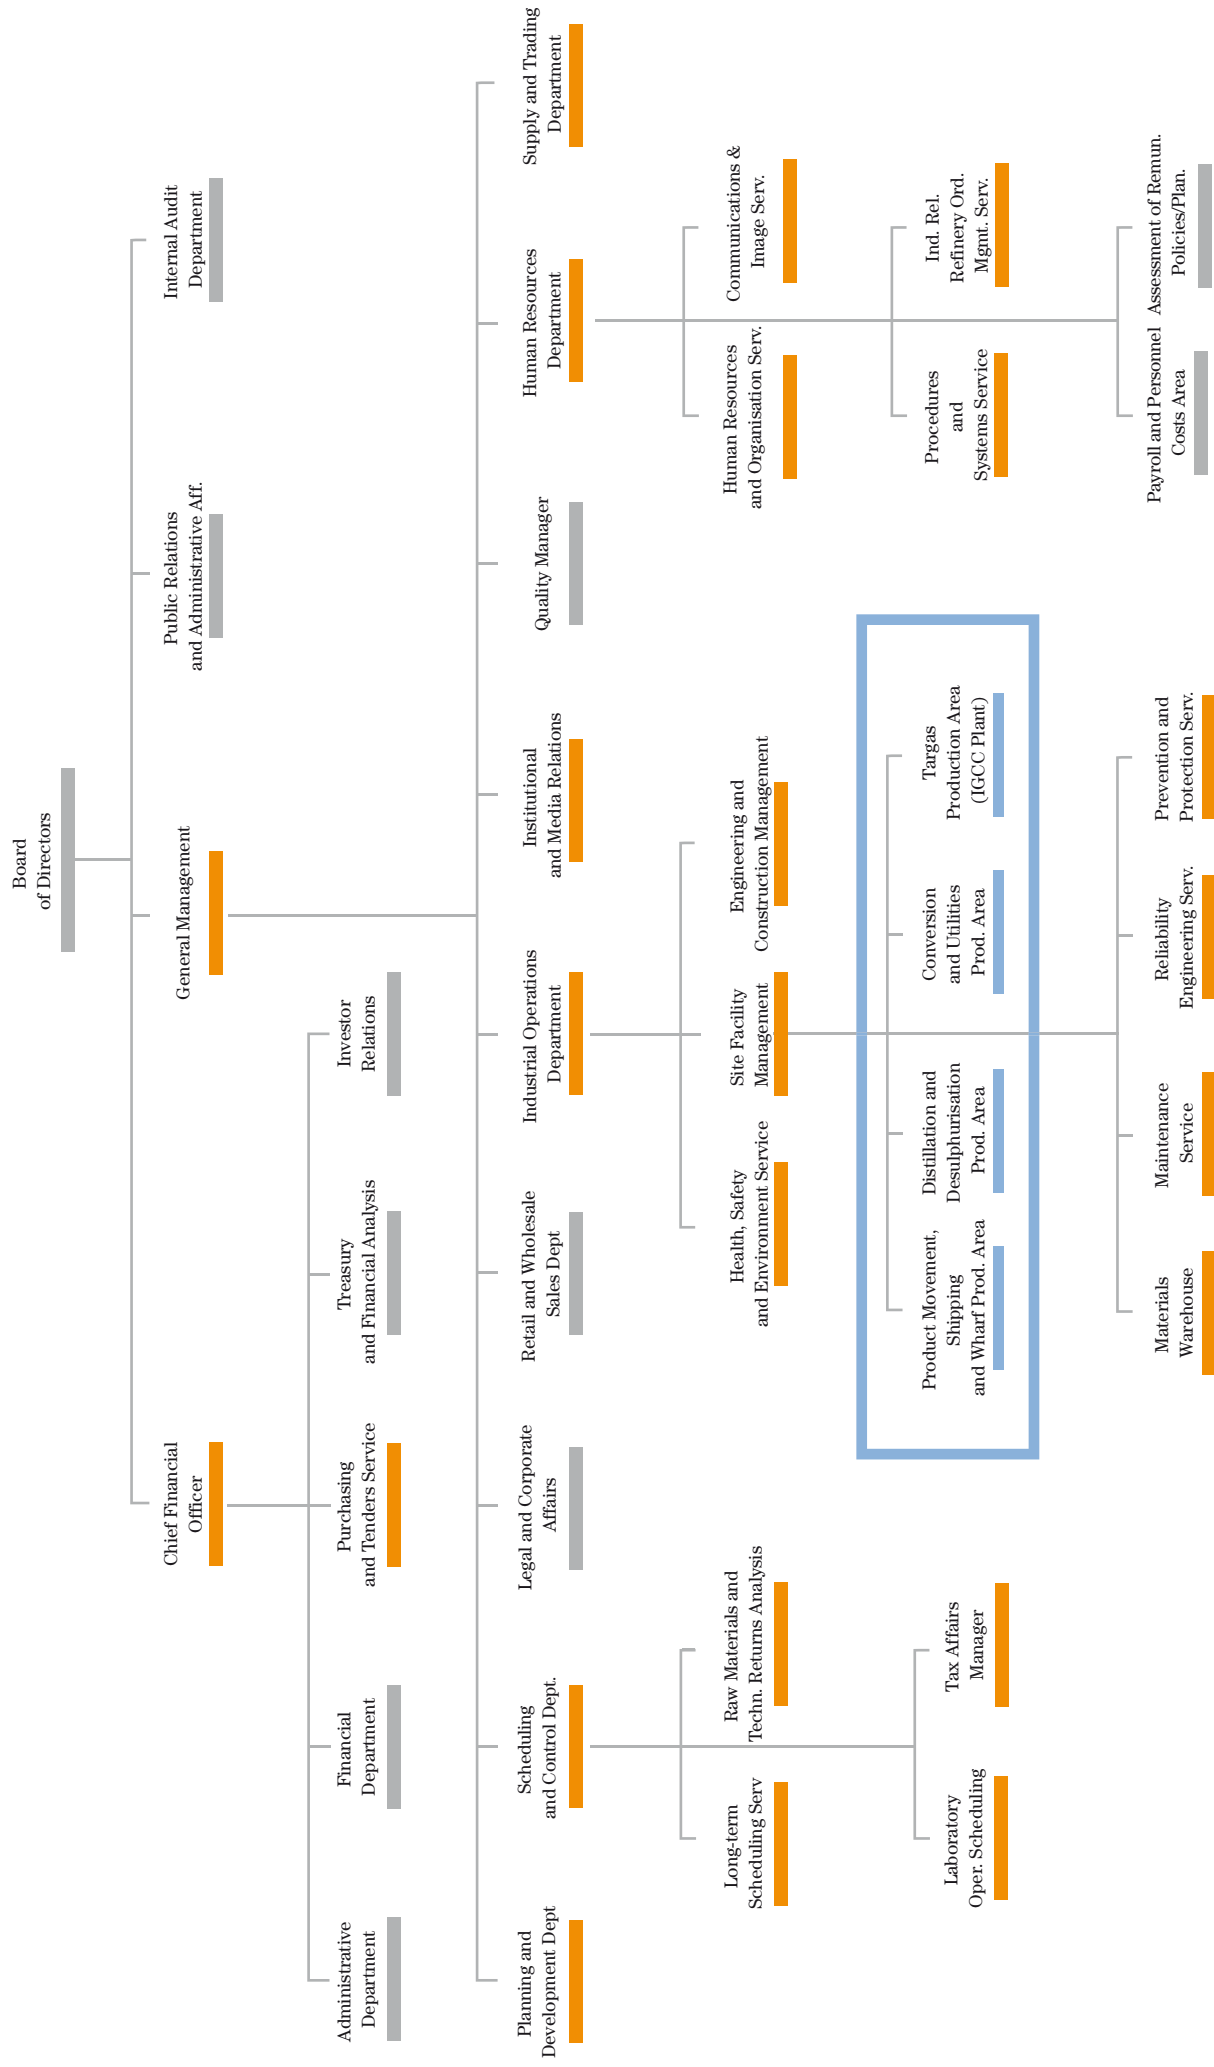 Board
of Directors
Chief Financial
Officer
General Management
Public Relations
and Administrative Aff.
Internal Audit
Department
Administrative
Department
Financial
Department
Purchasing
and Tenders Service
Treasury
and Financial Analysis
Investor
Relations
Planning and
Development Dept
Scheduling
and Control Dept.
Legal and Corporate
Affairs
Retail and Wholesale
Sales Dept
Industrial Operations
Department
Institutional
and Media Relations
Quality Manager
Human Resources
Department
Supply and Trading
Department
Long-term
Scheduling Serv
Raw Materials and
Techn. Returns Analysis
Health, Safety
and Environment Service
Site Facility
Management
Engineering and
Construction Management
Human Resources
and Organisation Serv.
Communications &
Image Serv.
Laboratory
Oper. Scheduling
Tax Affairs
Manager
Product Movement,
Shipping
and Wharf Prod. Area
Distillation and
Desulphurisation
Prod. Area
Conversion
and Utilities
Prod. Area
Targas
Production Area
(IGCC Plant)
Procedures
and
Systems Service
Ind. Rel.
Refinery Ord.
Mgmt. Serv.
Materials
Warehouse
Maintenance
Service
Reliability
Engineering Serv.
Prevention and
Protection Serv.
Payroll and Personnel
Costs Area
Assessment of Remun.
Policies/Plan.